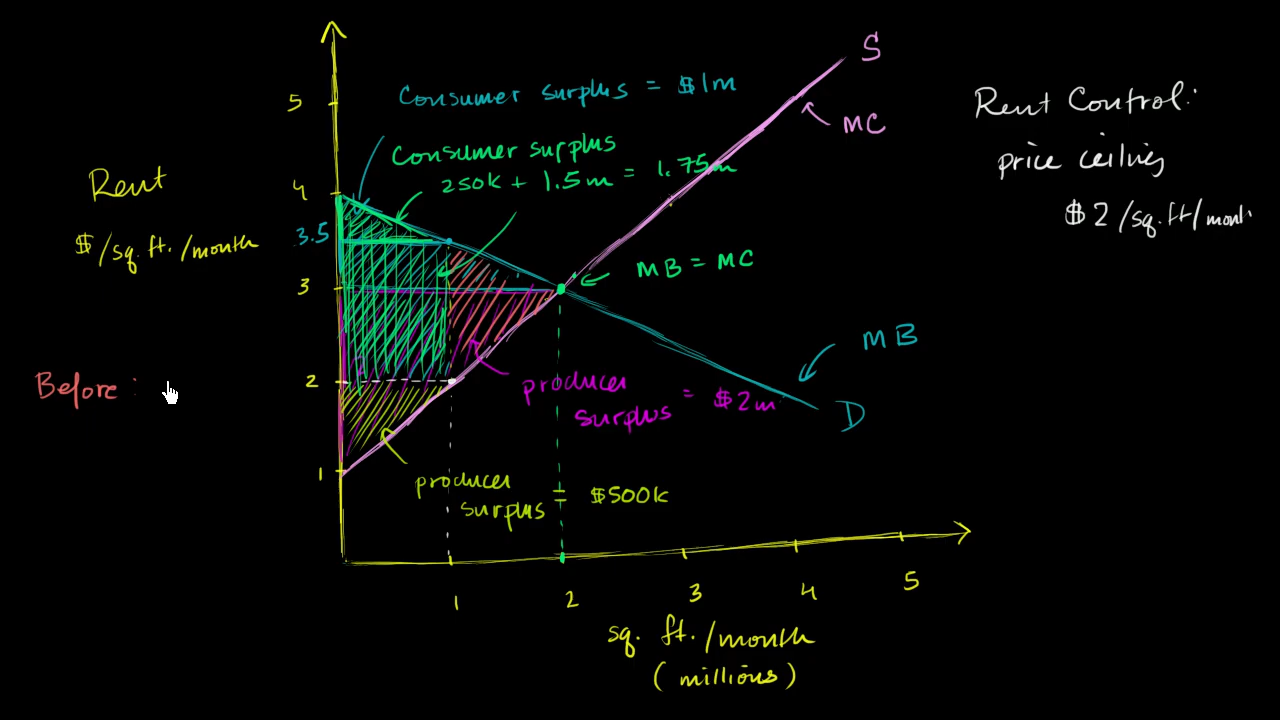 S
5
Consumer surplus = $1m
Rent Control:
MC
Consumer surplus
price ceiling
250k + 1.5m = 1.75m
Rent
4
$2/sq.ft/mont
3.5
$/sq.ft./month
MB = MC
3
MB
2
Before:
producer
surplus = $2m
D
1
producer
surplus = $500k
1 2 3 4 5
sq. ft./month
(millions)